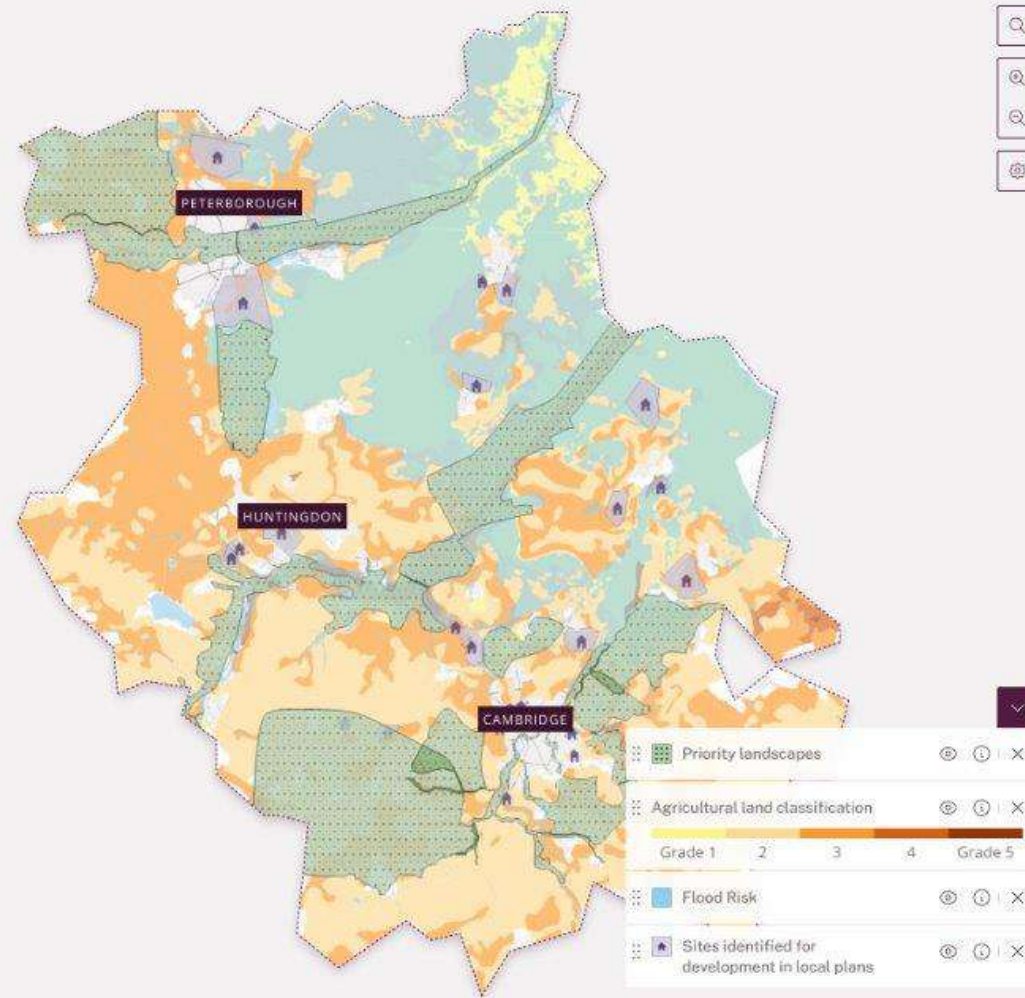 PETERBOROUGH
HUNTINGDON
CAMBRIDGE
Priority landscapes
Agricultural land classification
Grade 1 2 3 4 Grade 5
Flood Risk
Sites identified for
development in local plans